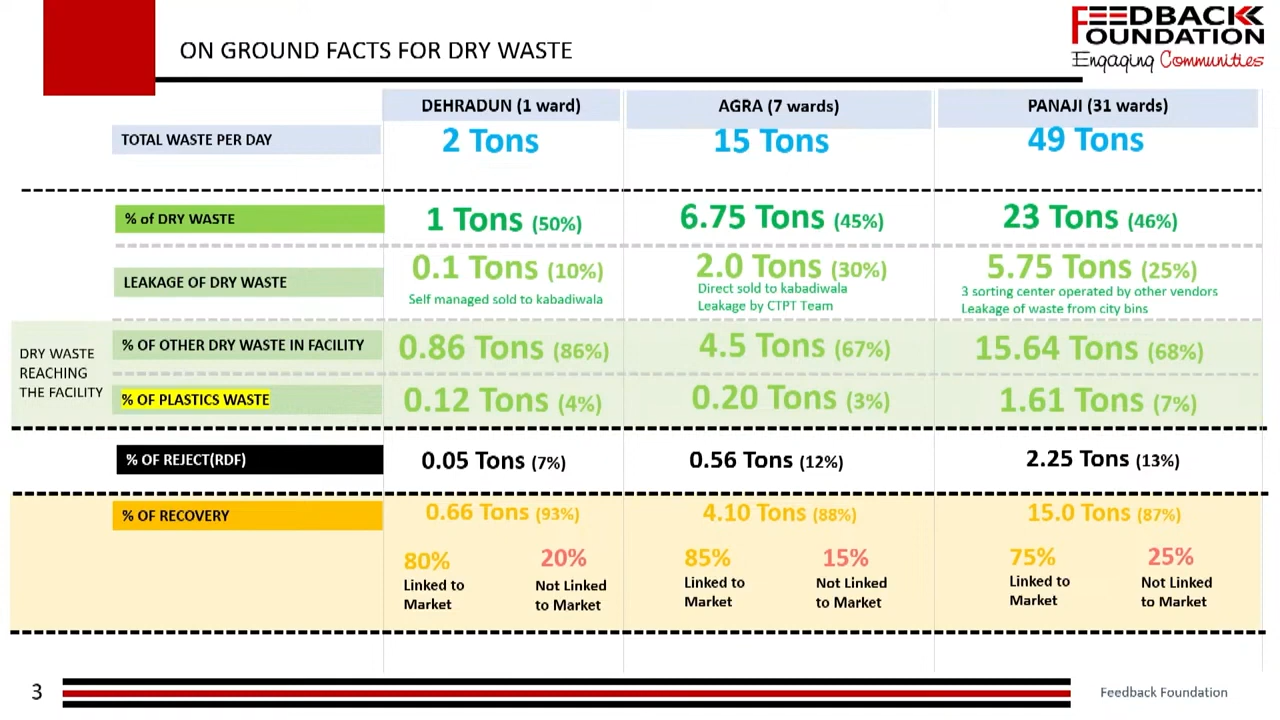 FEEDBACK
FOUNDATION
Engaging Communities
ON GROUND FACTS FOR DRY WASTE
DEHRADUN (1 ward) AGRA (7 wards) PANAJI (31 wards)
TOTAL WASTE PER DAY 2 Tons 15 Tons 49 Tons
% of DRY WASTE 1 Tons (50%) 6.75 Tons (45%) 23 Tons (46%)
LEAKAGE OF DRY WASTE 0.1 Tons (10%) 2.0 Tons (30%) 5.75 Tons (25%)
Self managed sold to kabadiwala Direct sold to kabadiwala 3 sorting center operated by other vendors
Leakage by CTPT Team Leakage of waste from city bins
DRY WASTE
REACHING
THE FACILITY
% OF OTHER DRY WASTE IN FACILITY 0.86 Tons (86%) 4.5 Tons (67%) 15.64 Tons (68%)
% OF PLASTICS WASTE 0.12 Tons (4%) 0.20 Tons (3%) 1.61 Tons (7%)
% OF REJECT(RDF) 0.05 Tons (7%) 0.56 Tons (12%) 2.25 Tons (13%)
% OF RECOVERY 0.66 Tons (93%) 4.10 Tons (88%) 15.0 Tons (87%)
80% 20% 85% 15% 75% 25%
Linked to Not Linked Linked to Not Linked Linked to Not Linked
Market to Market Market to Market Market to Market
3 Feedback Foundation